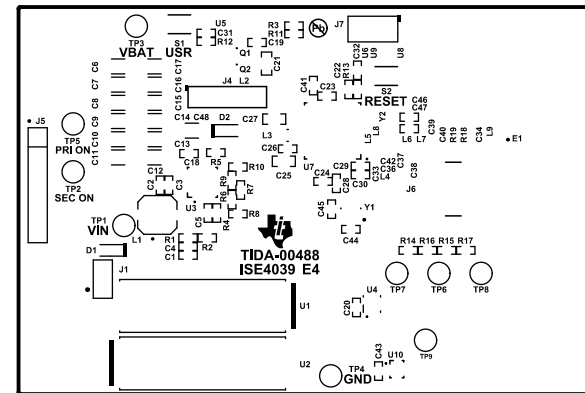 TP3
VBAT
S1
USR
U5
C31
R12
Q1
Q2
C19
R3
R11
Pb
C21
J7
U6
U9
U8
C32
C22
R13
S2
RESET
C41
C23
C6
C7
C8
C9
C10
C11
C17
C16
C15
J4
L2
C14
C48
D2
C27
L3
C26
C25
U7
C46
C47
Y2
L5
L8
L6
L7
C39
C40
R19
R18
C34
L9
E1
J5
TP5
PRI ON
TP2
SEC ON
TP1
VIN
C13
C18
R5
C12
C2
C3
U3
R10
R9
R7
R6
R8
R4
C5
L1
D1
R1
C4
C1
R2
C24
C29
C28
C30
C33
C42
C36
L4
C37
C38
J6
C45
Y1
C44
TIDA-00488
ISE4039 E4
R14
R16
R15
R17
TP7
TP6
TP8
J1
U1
U2
C20
U4
TP9
TP4
GND
C43
U10